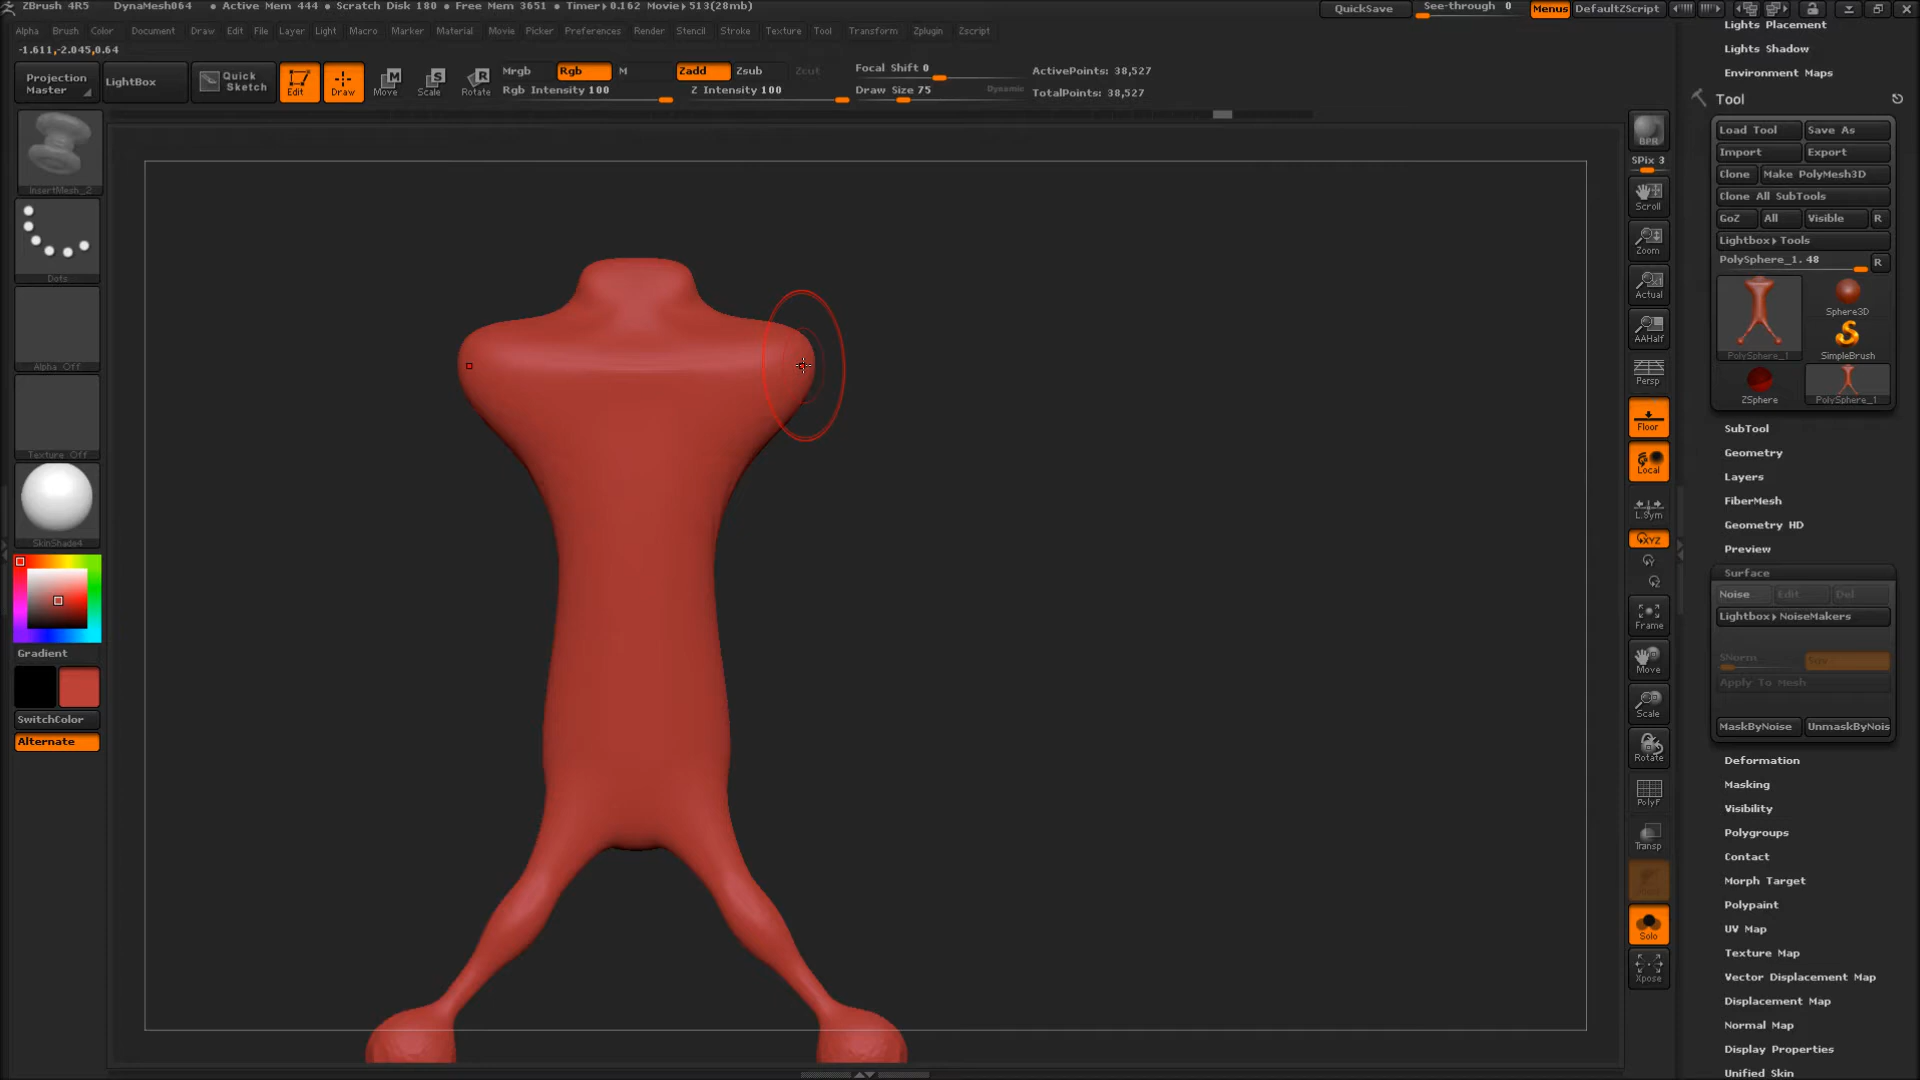 ZBrush 4R5 DynaMesh064 • Active Mem 444 • Scratch Disk 180 • Free Mem 3651 • Timer▸0.162 Movie▸513(28mb) QuickSave See-through 0 Menus DefaultZScript
Alpha Brush Color Document Draw Edit File Layer Light Macro Marker Material Movie Picker Preferences Render Stencil Stroke Texture Tool Transform Zplugin Zscript
-1.611,-2.045,0.64
Projection Master
LightBox
Quick Sketch
Edit
Draw
Move
Scale
Rotate
Mrgb Rgb M
Rgb Intensity 100
Zadd Zsub Zcut
Z Intensity 100
Focal Shift 0
Draw Size 75 Dynamic
ActivePoints: 38,527
TotalPoints: 38,527
InsertMesh_2
Dots
Alpha Off
Texture Off
SkinShade4
Gradient
SwitchColor
Alternate
BPR
SPix 3
Scroll
Zoom
Actual
AAHalf
Persp
Floor
Local
L.Sym
XYZ
Frame
Move
Scale
Rotate
PolyF
Transp
Solo
Xpose
Lights Placement
Lights Shadow
Environment Maps
Tool
Load Tool Save As
Import Export
Clone Make PolyMesh3D
Clone All SubTools
GoZ All Visible R
Lightbox▸Tools
PolySphere_1. 48 R
PolySphere_1 Sphere3D
SimpleBrush
ZSphere PolySphere_1
SubTool
Geometry
Layers
FiberMesh
Geometry HD
Preview
Surface
Noise Edit Del
Lightbox▸NoiseMakers
SNorm
Apply To Mesh
MaskByNoise UnmaskByNois
Deformation
Masking
Visibility
Polygroups
Contact
Morph Target
Polypaint
UV Map
Texture Map
Vector Displacement Map
Displacement Map
Normal Map
Display Properties
Unified Skin